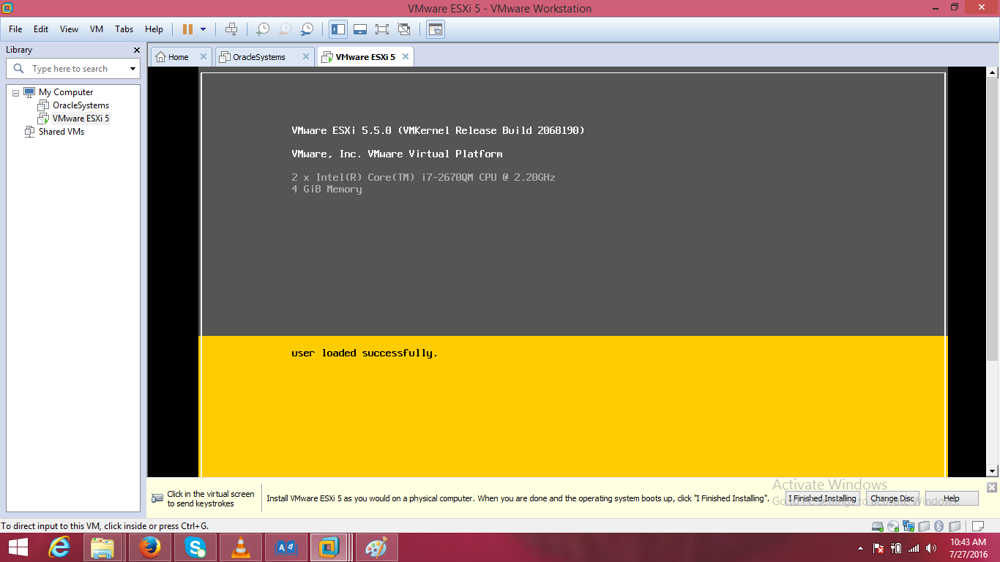 VMware ESXi 5 - VMware Workstation
File Edit View VM Tabs Help
Library
Type here to search
My Computer
OracleSystems
VMware ESXi 5
Shared VMs
Home OracleSystems VMware ESXi 5
VMware ESXi 5.5.0 (VMKernel Release Build 2068190)
VMware, Inc. VMware Virtual Platform
2 x Intel(R) Core(TM) i7-2670QM CPU @ 2.20GHz
4 GiB Memory
user loaded successfully.
Click in the virtual screen
to send keystrokes
Install VMware ESXi 5 as you would on a physical computer. When you are done and the operating system boots up, click "I Finished Installing".
I Finished Installing Change Disc Help
Activate Windows
Go to PC settings to activate Windows.
To direct input to this VM, click inside or press Ctrl+G.
10:43 AM
7/27/2016